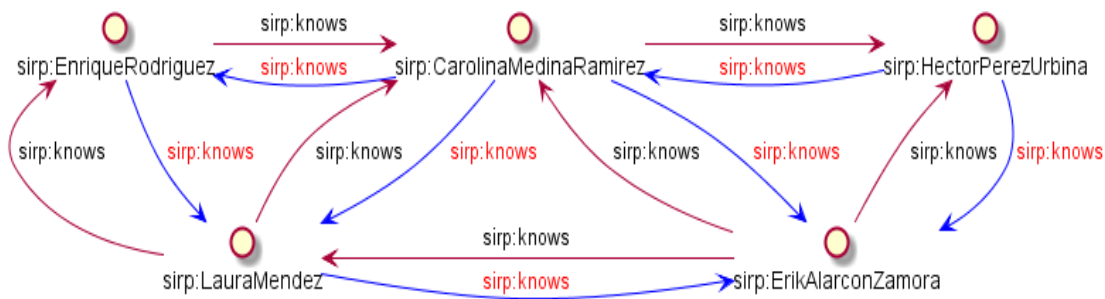 sirp:knows
sirp:knows
sirp:EnriqueRodriguez
sirp:knows
sirp:CarolinaMedinaRamirez
sirp:knows
sirp:HectorPerezUrbina
sirp:knows
sirp:knows
sirp:knows
sirp:knows
sirp:knows
sirp:knows
sirp:knows
sirp:knows
sirp:knows
sirp:LauraMendez
sirp:knows
sirp:ErikAlarconZamora